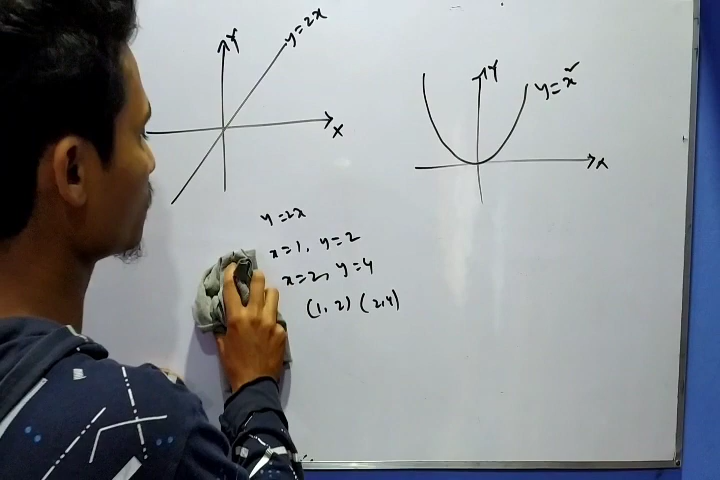 Y
y=2x
X
Y
y=x²
X
y=2x
x=1, y=2
x=2, y=4
(1,2) (2,4)